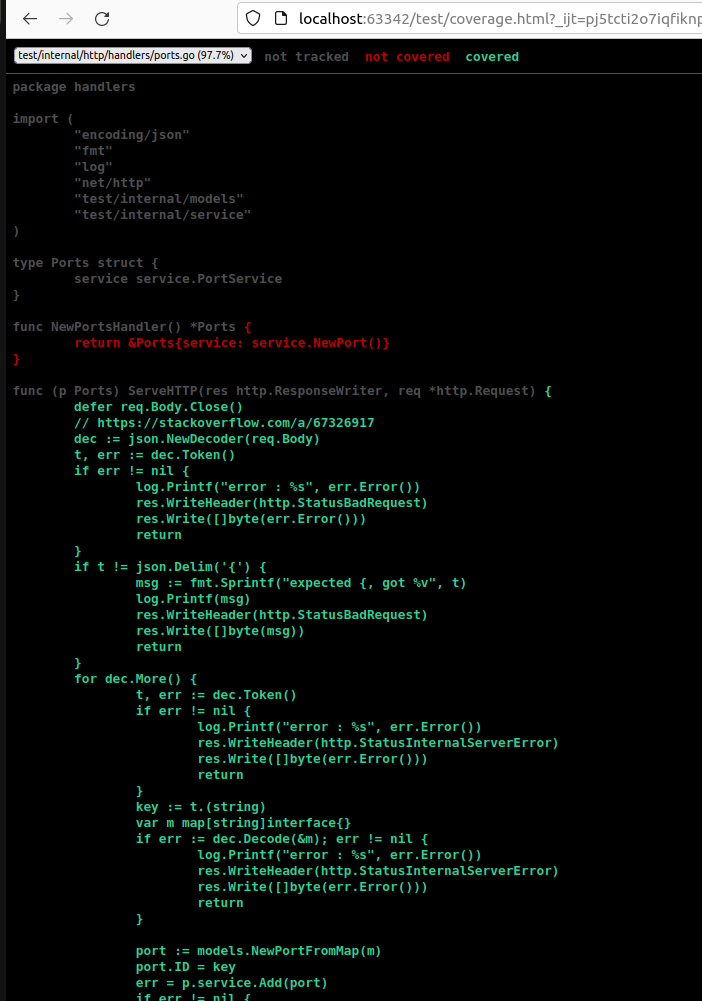 localhost:63342/test/coverage.html?_ijt=pj5tcti2o7iqfiknp
test/internal/http/handlers/ports.go (97.7%) not tracked not covered covered
package handlers
import (
"encoding/json"
"fmt"
"log"
"net/http"
"test/internal/models"
"test/internal/service"
)
type Ports struct {
service service.PortService
}
func NewPortsHandler() *Ports {
return &Ports{service: service.NewPort()}
}
func (p Ports) ServeHTTP(res http.ResponseWriter, req *http.Request) {
defer req.Body.Close()
// https://stackoverflow.com/a/67326917
dec := json.NewDecoder(req.Body)
t, err := dec.Token()
if err != nil {
log.Printf("error : %s", err.Error())
res.WriteHeader(http.StatusBadRequest)
res.Write([]byte(err.Error()))
return
}
if t != json.Delim('{') {
msg := fmt.Sprintf("expected {, got %v", t)
log.Print(msg)
res.WriteHeader(http.StatusBadRequest)
res.Write([]byte(msg))
return
}
for dec.More() {
t, err := dec.Token()
if err != nil {
log.Printf("error : %s", err.Error())
res.WriteHeader(http.StatusInternalServerError)
res.Write([]byte(err.Error()))
return
}
key := t.(string)
var m map[string]interface{}
if err := dec.Decode(&m); err != nil {
log.Printf("error : %s", err.Error())
res.WriteHeader(http.StatusInternalServerError)
res.Write([]byte(err.Error()))
return
}
port := models.NewPortFromMap(m)
port.ID = key
err = p.service.Add(port)
if err != nil {